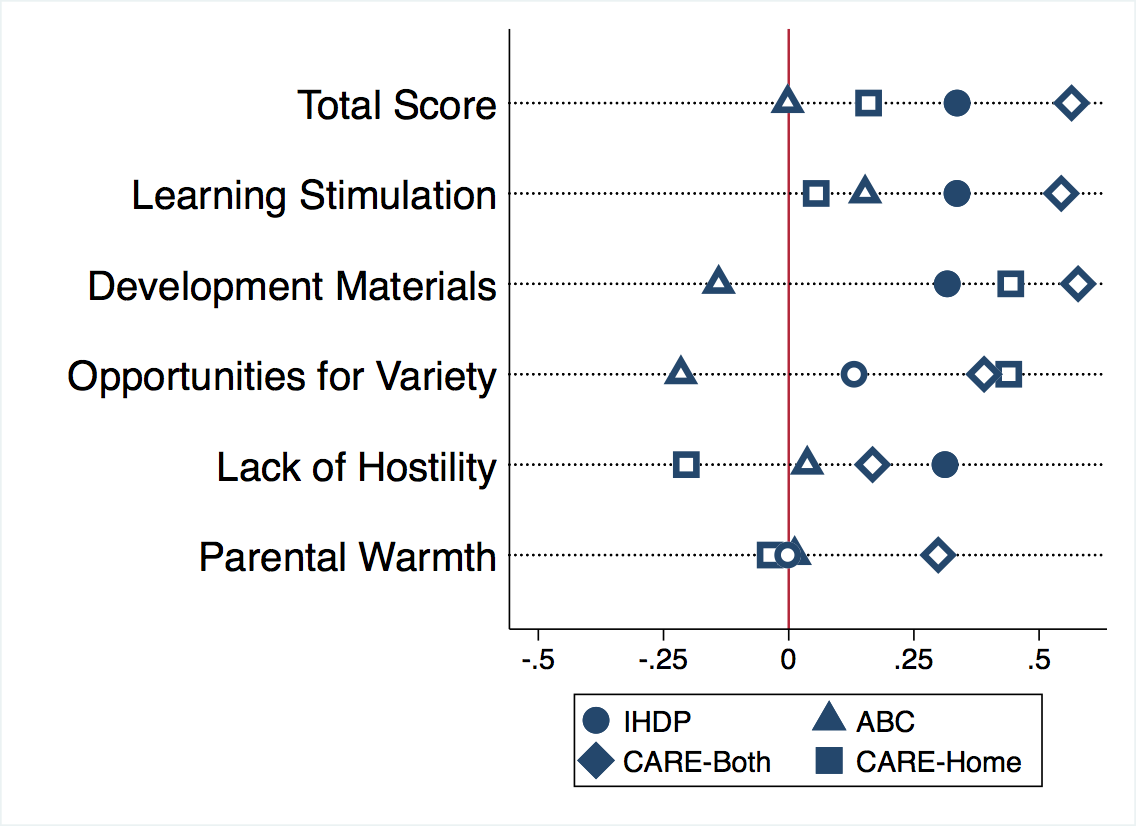 Total Score
Learning Stimulation
Development Materials
Opportunities for Variety
Lack of Hostility
Parental Warmth
-.5 -.25 0 .25 .5
IHDP ABC
CARE-Both CARE-Home